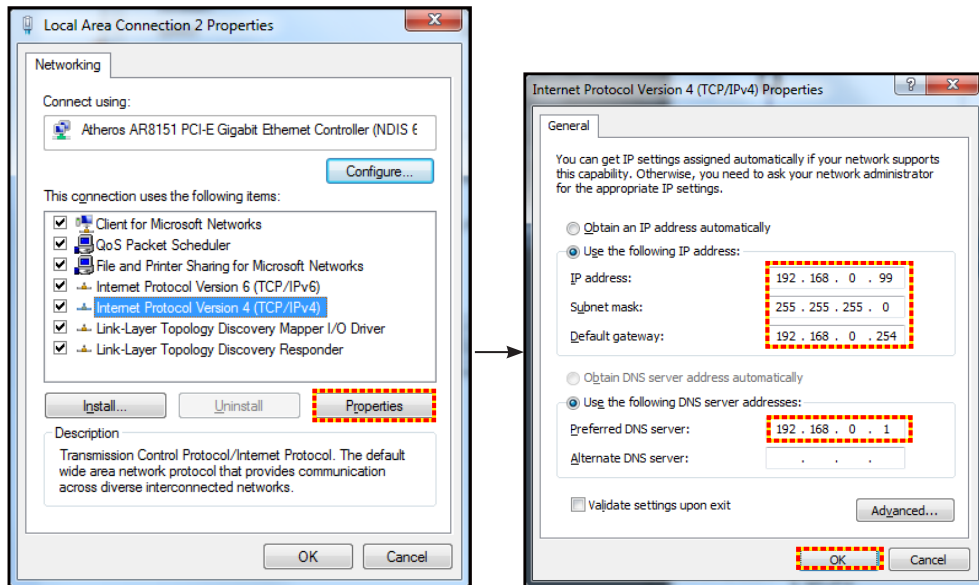 Local Area Connection 2 Properties
Networking
Connect using:
Atheros AR8151 PCI-E Gigabit Ethernet Controller (NDIS 6
Configure...
This connection uses the following items:
Client for Microsoft Networks
QoS Packet Scheduler
File and Printer Sharing for Microsoft Networks
Internet Protocol Version 6 (TCP/IPv6)
Internet Protocol Version 4 (TCP/IPv4)
Link-Layer Topology Discovery Mapper I/O Driver
Link-Layer Topology Discovery Responder
Install...
Uninstall
Properties
Description
Transmission Control Protocol/Internet Protocol. The default
wide area network protocol that provides communication
across diverse interconnected networks.
OK
Cancel
Internet Protocol Version 4 (TCP/IPv4) Properties
General
You can get IP settings assigned automatically if your network supports
this capability. Otherwise, you need to ask your network administrator
for the appropriate IP settings.
Obtain an IP address automatically
Use the following IP address:
IP address: 192 . 168 . 0 . 99
Subnet mask: 255 . 255 . 255 . 0
Default gateway: 192 . 168 . 0 . 254
Obtain DNS server address automatically
Use the following DNS server addresses:
Preferred DNS server: 192 . 168 . 0 . 1
Alternate DNS server: . . .
Validate settings upon exit
Advanced...
OK
Cancel